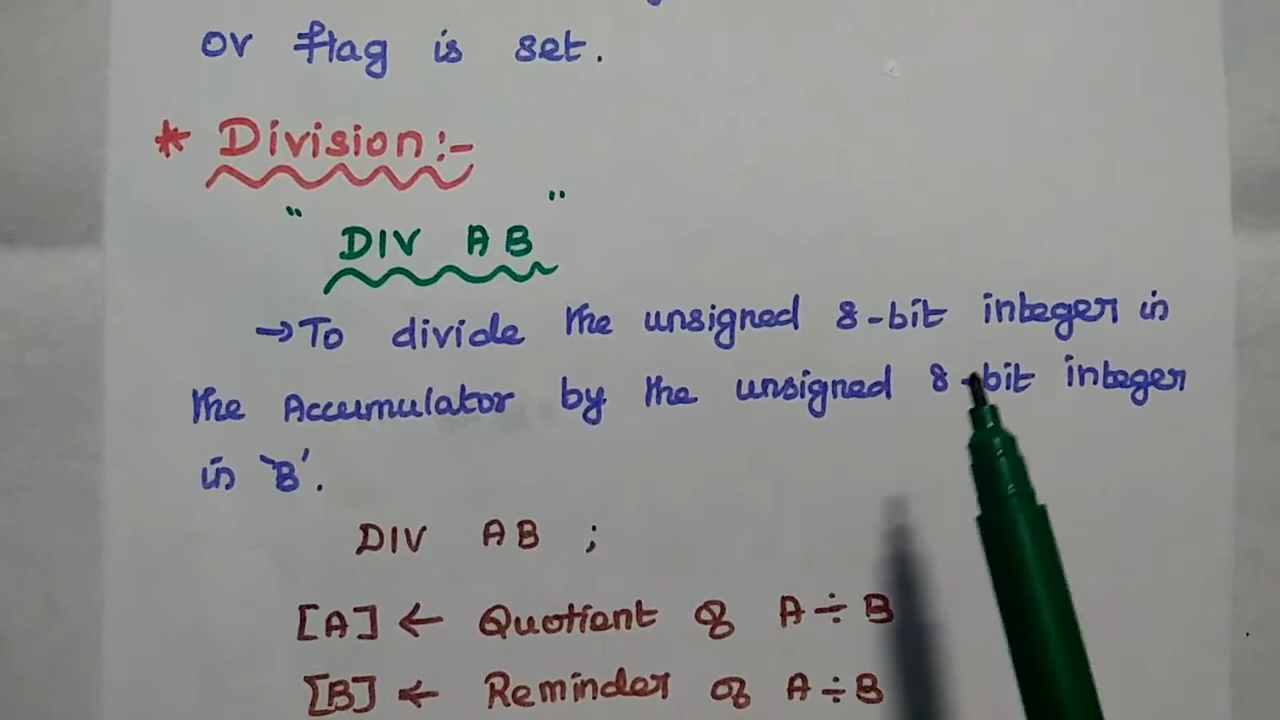 or flag is set.
* Division:-
" DIV AB "
→ To divide the unsigned 8-bit integer in
the Accumulator by the unsigned 8-bit integer
in 'B'.
DIV AB ;
[A] ← Quotient of A ÷ B
[B] ← Reminder of A ÷ B